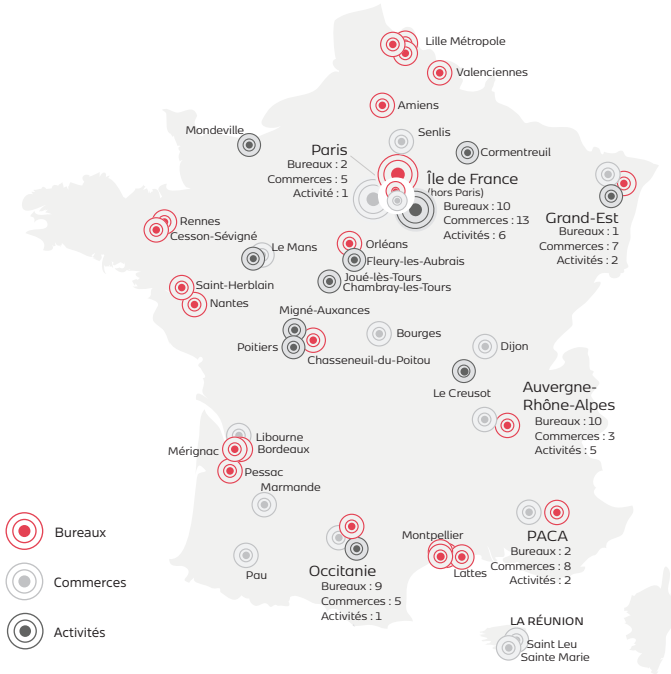 Lille Métropole
Valenciennes
Amiens
Mondeville
Senlis
Cormentreuil
Paris
Bureaux : 2
Commerces : 5
Activité : 1
Île de France
(hors Paris)
Bureaux : 10
Commerces : 13
Activités : 6
Grand-Est
Bureaux : 1
Commerces : 7
Activités : 2
Rennes
Cesson-Sévigné
Le Mans
Orléans
Fleury-les-Aubrais
Joué-lès-Tours
Chambray-les-Tours
Saint-Herblain
Nantes
Migné-Auxances
Poitiers
Chasseneuil-du-Poitou
Bourges
Dijon
Le Creusot
Auvergne-
Rhône-Alpes
Bureaux : 10
Commerces : 3
Activités : 5
Libourne
Bordeaux
Mérignac
Pessac
Marmande
Pau
Occitanie
Bureaux : 9
Commerces : 5
Activités : 1
Montpellier
Lattes
PACA
Bureaux : 2
Commerces : 8
Activités : 2
LA RÉUNION
Saint Leu
Sainte Marie
Bureaux
Commerces
Activités